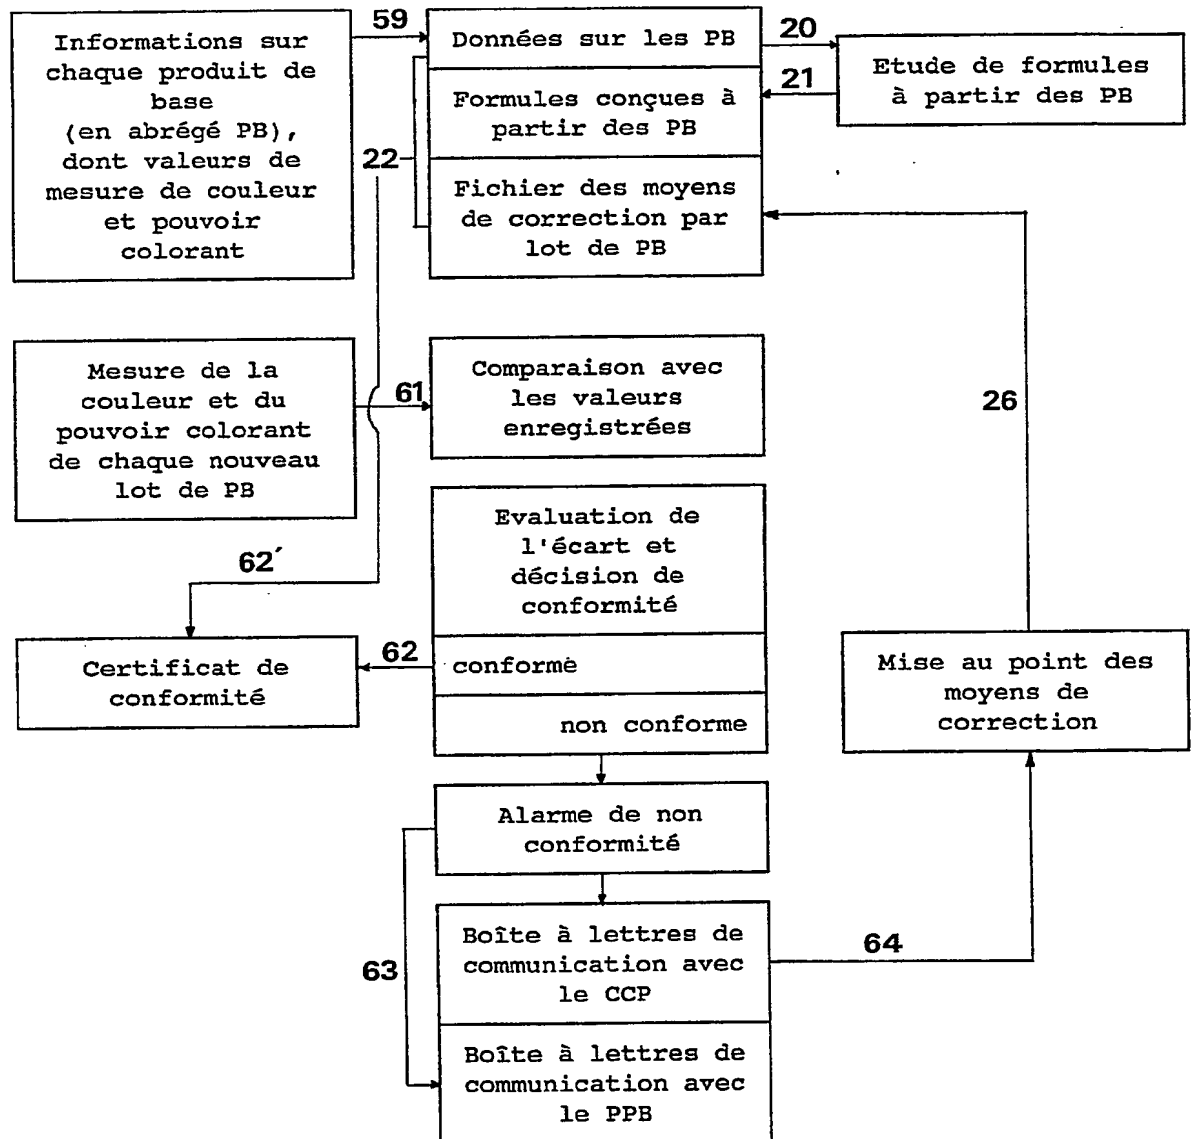 Informations sur
chaque produit de
base
(en abrégé PB),
dont valeurs de
mesure de couleur
et pouvoir
colorant
59
Données sur les PB
20
21
Etude de formules
à partir des PB
Formules conçues à
partir des PB
22
Fichier des moyens
de correction par
lot de PB
Mesure de la
couleur et du
pouvoir colorant
de chaque nouveau
lot de PB
61
Comparaison avec
les valeurs
enregistrées
26
Evaluation de
l'écart et
décision de
conformité
62′
Certificat de
conformité
62
conforme
non conforme
Mise au point des
moyens de
correction
Alarme de non
conformité
63
Boîte à lettres de
communication avec
le CCP
64
Boîte à lettres de
communication avec
le PPB